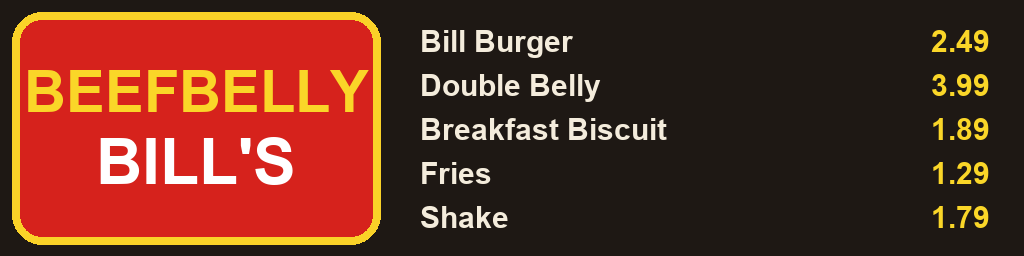 BEEFBELLY
BILL'S
Bill Burger 2.49
Double Belly 3.99
Breakfast Biscuit 1.89
Fries 1.29
Shake 1.79